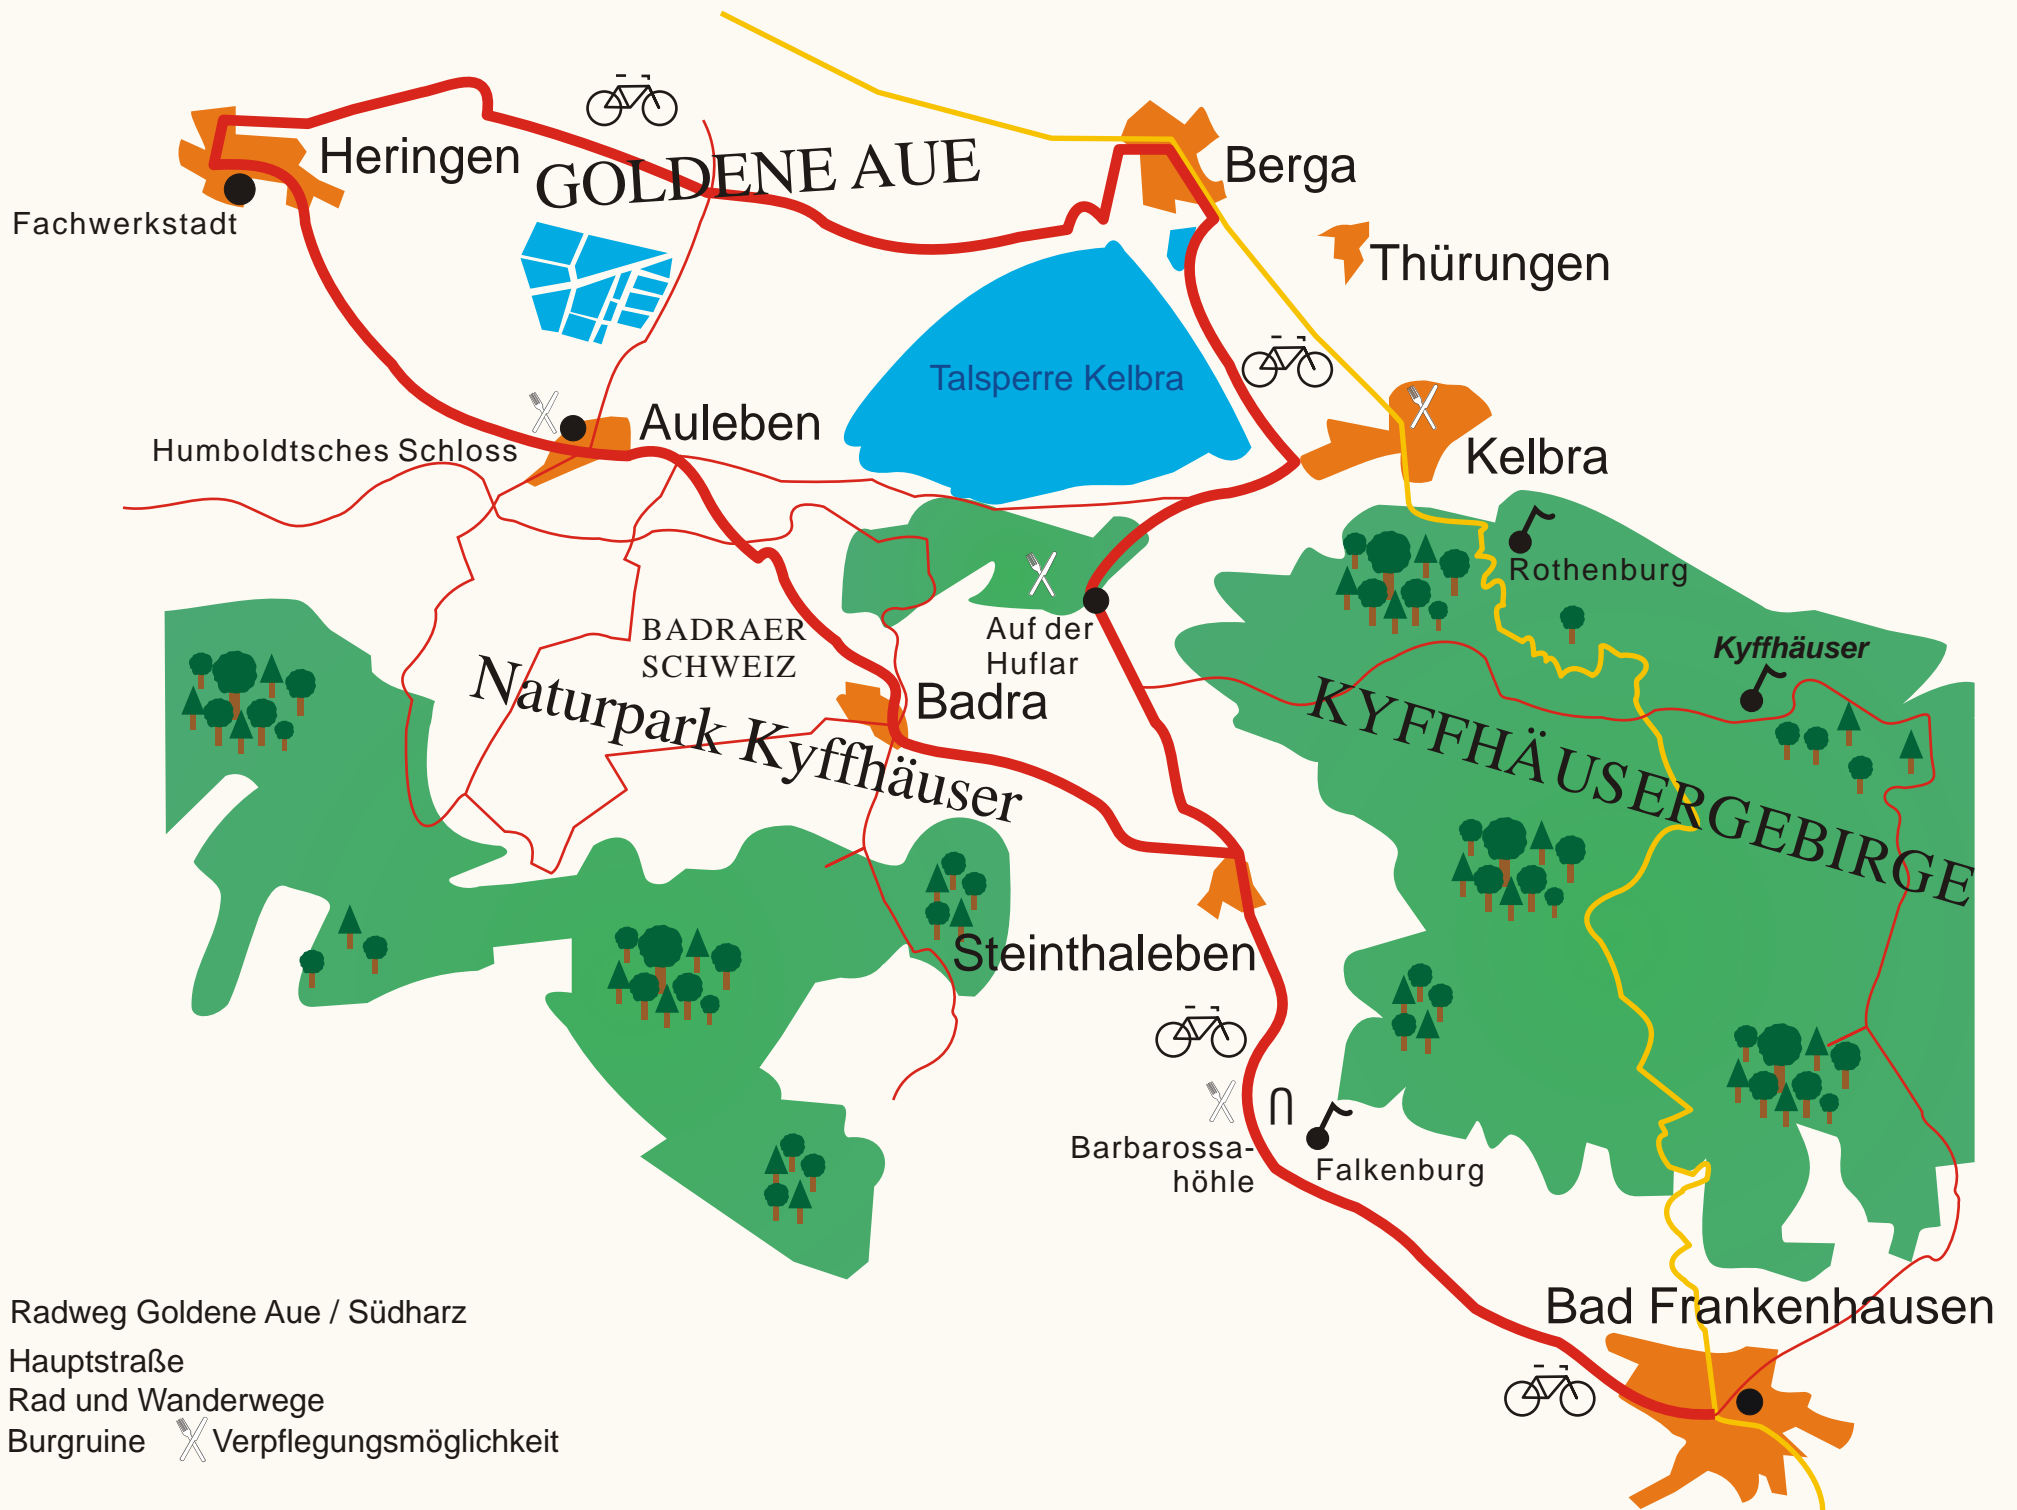 Heringen
Fachwerkstadt
GOLDENE AUE
Berga
Thürungen
Talsperre Kelbra
Auleben
Humboldtsches Schloss
Kelbra
Rothenburg
BADRAER
SCHWEIZ
Auf der
Huflar
Kyffhäuser
Naturpark Kyffhäuser
Badra
KYFFHÄUSERGEBIRGE
Steinthaleben
Barbarossa-
höhle
Falkenburg
Bad Frankenhausen
Radweg Goldene Aue / Südharz
Hauptstraße
Rad und Wanderwege
Burgruine Verpflegungsmöglichkeit